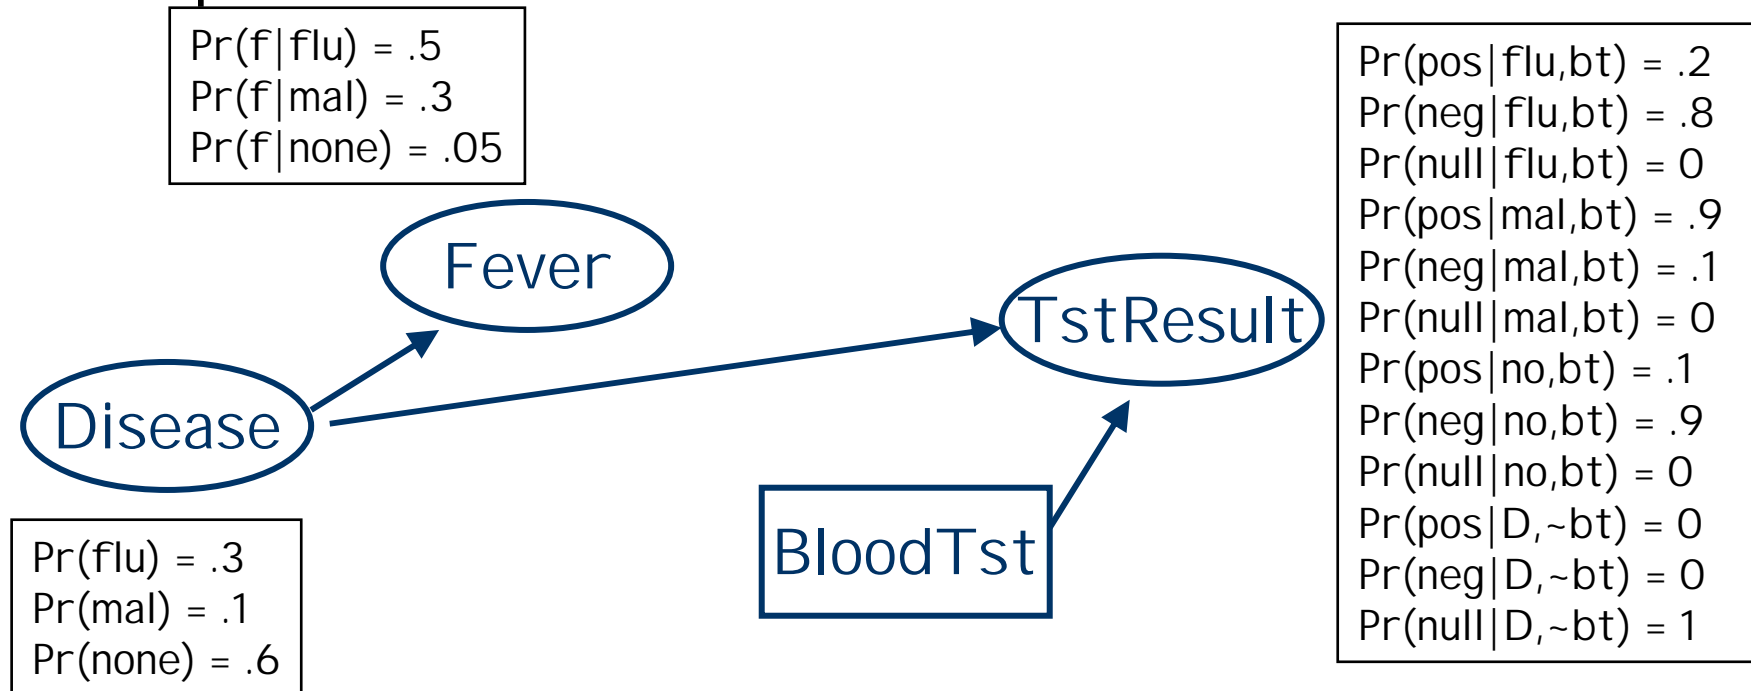 Pr(f|flu) = .5
Pr(f|mal) = .3
Pr(f|none) = .05
Fever
Disease
Pr(flu) = .3
Pr(mal) = .1
Pr(none) = .6
BloodTst
TstResult
Pr(pos|flu,bt) = .2
Pr(neg|flu,bt) = .8
Pr(null|flu,bt) = 0
Pr(pos|mal,bt) = .9
Pr(neg|mal,bt) = .1
Pr(null|mal,bt) = 0
Pr(pos|no,bt) = .1
Pr(neg|no,bt) = .9
Pr(null|no,bt) = 0
Pr(pos|D,~bt) = 0
Pr(neg|D,~bt) = 0
Pr(null|D,~bt) = 1